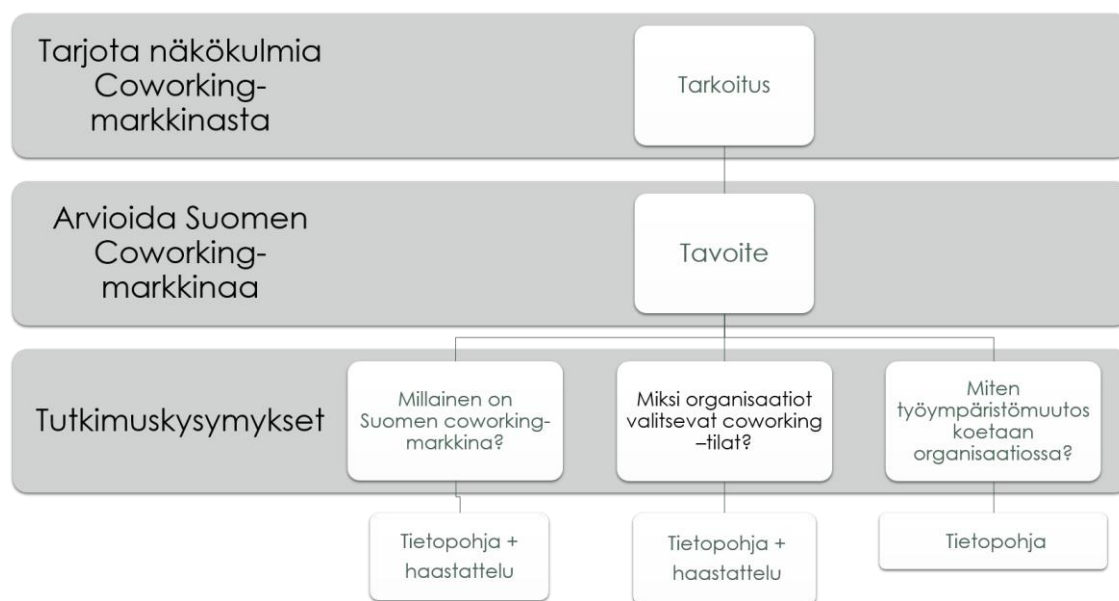 Tarjota näkökulmia
Coworking-
markkinasta
Tarkoitus
Arvioida Suomen
Coworking-
markkinaa
Tavoite
Tutkimuskysymykset
Millainen on
Suomen coworking-
markkina?
Miksi organisaatiot
valitsevat coworking
–tilat?
Miten
työympäristömuutos
koetaan
organisaatiossa?
Tietopohja +
haastattelu
Tietopohja +
haastattelu
Tietopohja